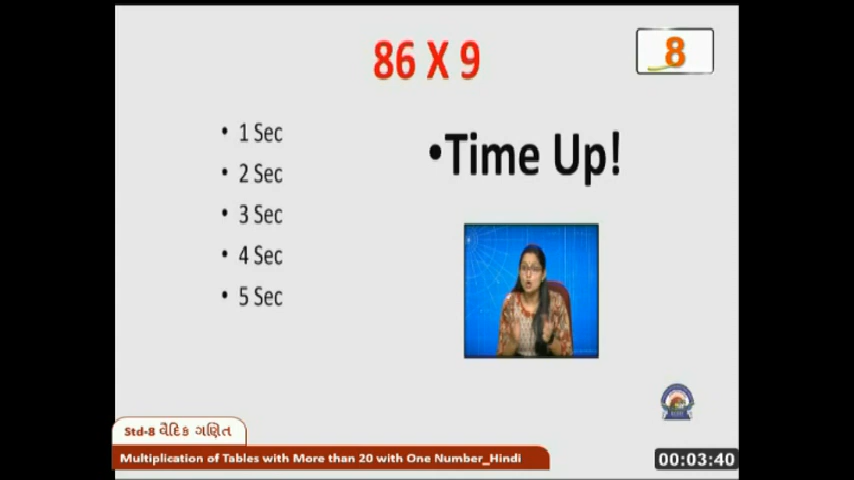 86 X 9
8
• 1 Sec
• 2 Sec
• 3 Sec
• 4 Sec
• 5 Sec
•Time Up!
Std-8 વૈદિક ગણિત
Multiplication of Tables with More than 20 with One Number_Hindi
00:03:40